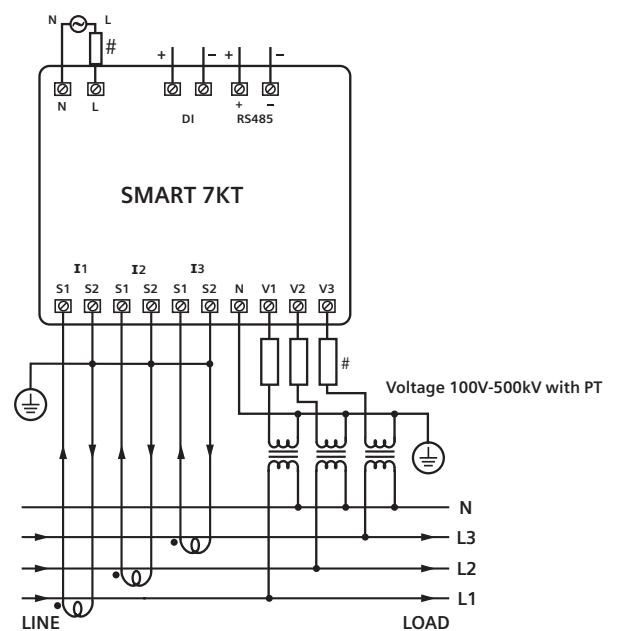 N L
#
+ − + −
N L + −
DI RS485
SMART 7KT
I1 I2 I3
S1 S2 S1 S2 S1 S2 N V1 V2 V3
#
Voltage 100V-500kV with PT
N
L3
L2
L1
LINE LOAD